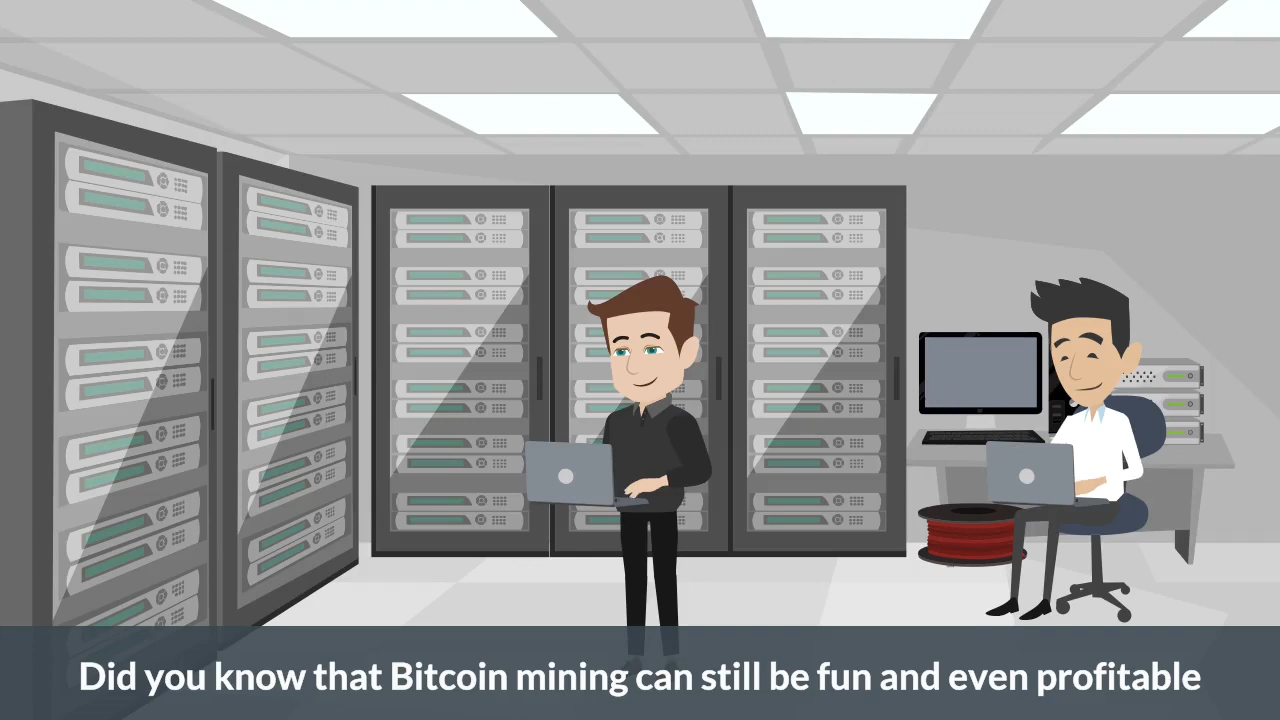 Did you know that Bitcoin mining can still be fun and even profitable